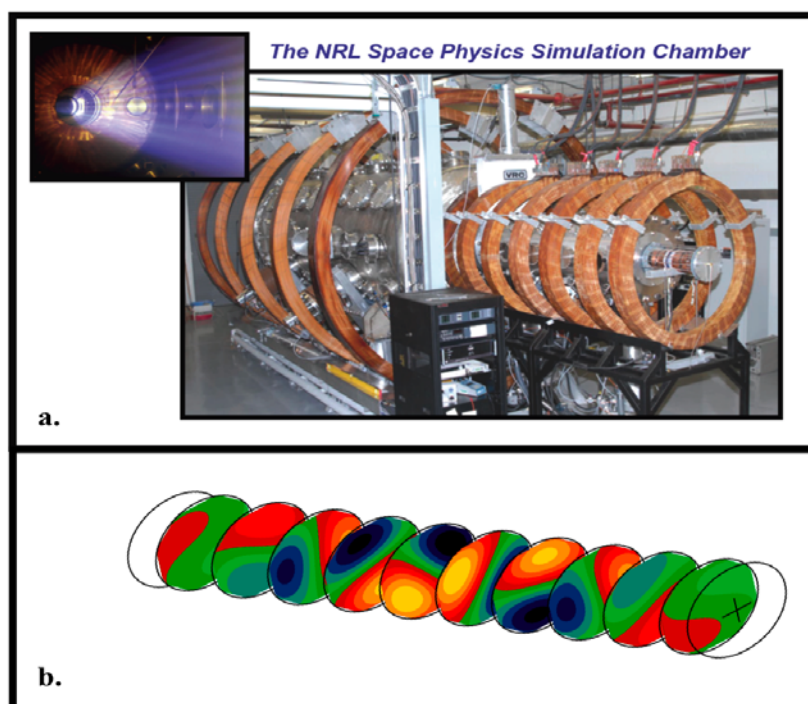 The NRL Space Physics Simulation Chamber
VRC
a.
b.